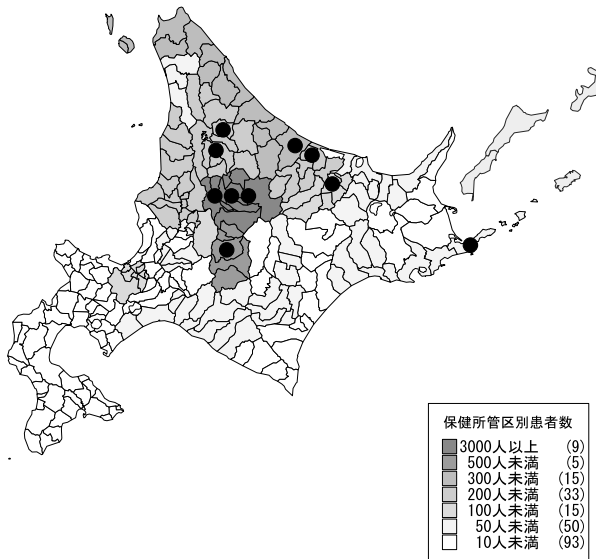 保健所管区別患者数
3000人以上 (9)
500人未満 (5)
300人未満 (15)
200人未満 (33)
100人未満 (15)
50人未満 (50)
10人未満 (93)